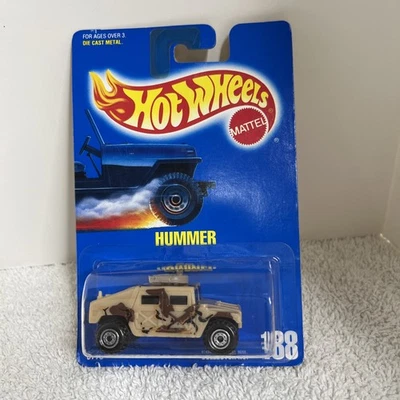 FOR AGES OVER 3
DIE CAST METAL.
HOT WHEELS
MATTEL
HUMMER
188